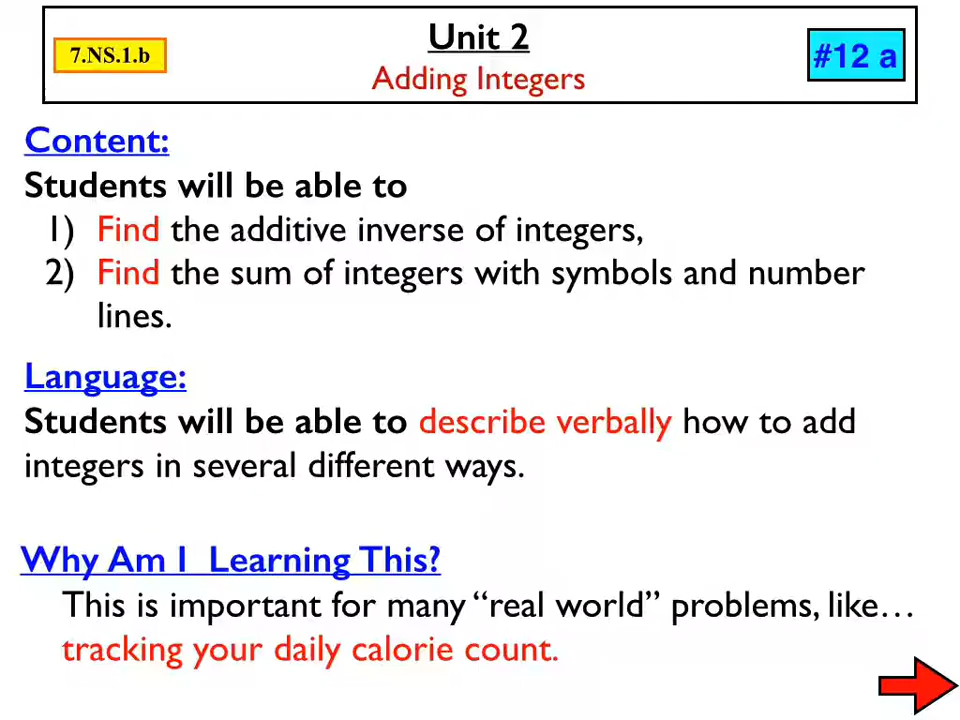 7.NS.1.b
Unit 2
Adding Integers
#12 a
Content:
Students will be able to
1) Find the additive inverse of integers,
2) Find the sum of integers with symbols and number
lines.
Language:
Students will be able to describe verbally how to add
integers in several different ways.
Why Am I Learning This?
This is important for many “real world” problems, like…
tracking your daily calorie count.